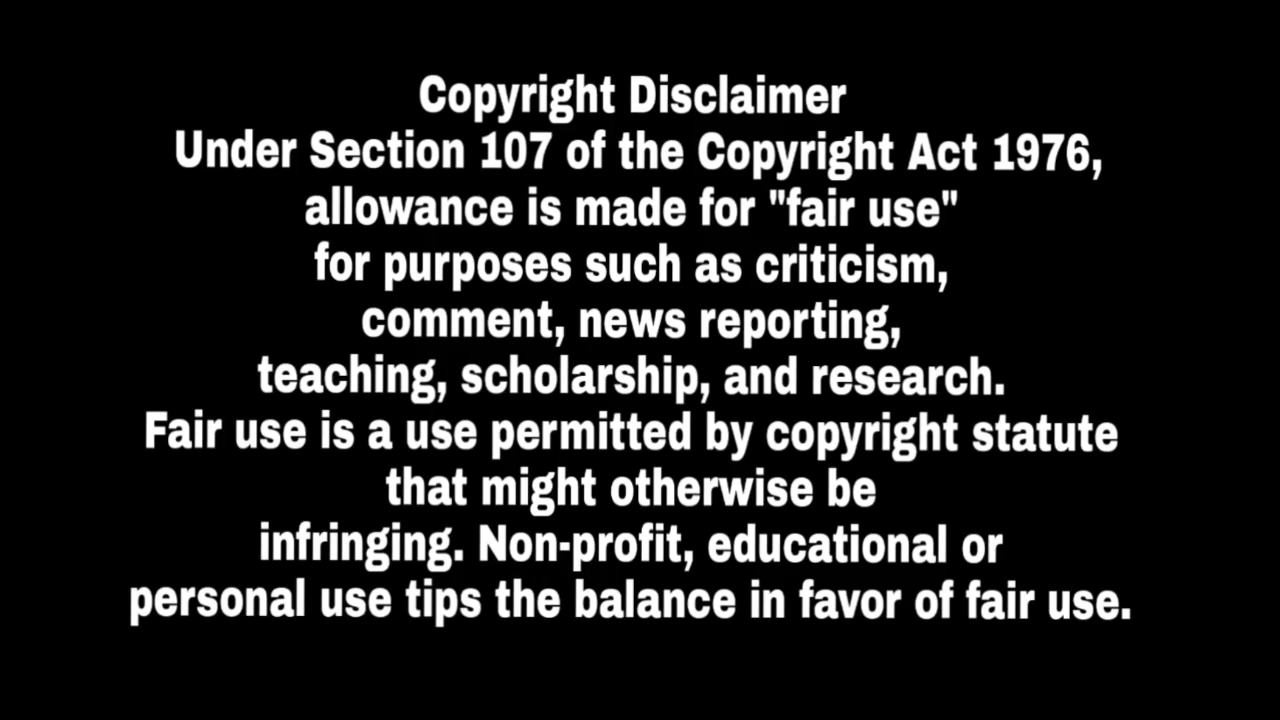 Copyright Disclaimer
Under Section 107 of the Copyright Act 1976,
allowance is made for "fair use"
for purposes such as criticism,
comment, news reporting,
teaching, scholarship, and research.
Fair use is a use permitted by copyright statute
that might otherwise be
infringing. Non-profit, educational or
personal use tips the balance in favor of fair use.